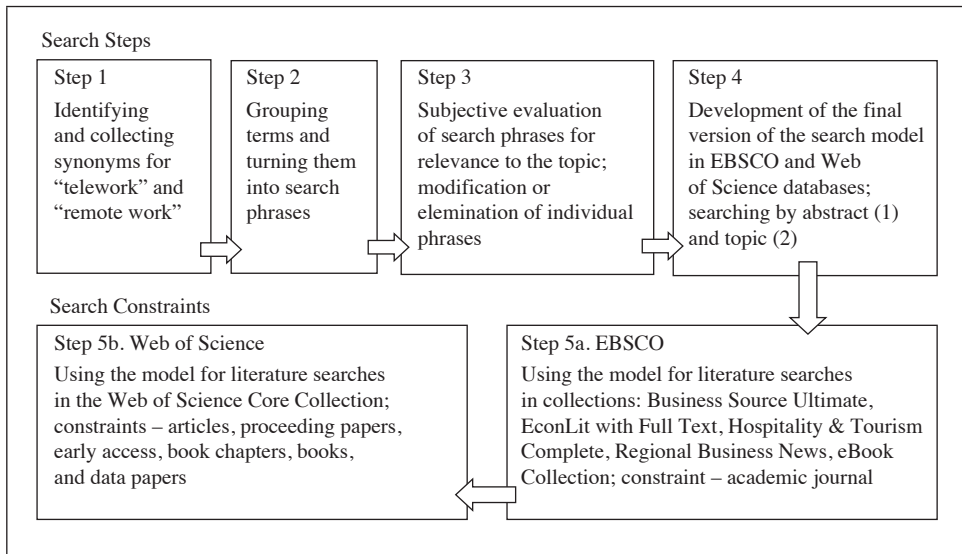 Search Steps
Step 1
Identifying
and collecting
synonyms for
“telework” and
“remote work”
Step 2
Grouping
terms and
turning them
into search
phrases
Step 3
Subjective evaluation
of search phrases for
relevance to the topic;
modification or
elemination of individual
phrases
Step 4
Development of the final
version of the search model
in EBSCO and Web
of Science databases;
searching by abstract (1)
and topic (2)
Search Constraints
Step 5b. Web of Science
Using the model for literature searches
in the Web of Science Core Collection;
constraints – articles, proceeding papers,
early access, book chapters, books,
and data papers
Step 5a. EBSCO
Using the model for literature searches
in collections: Business Source Ultimate,
EconLit with Full Text, Hospitality & Tourism
Complete, Regional Business News, eBook
Collection; constraint – academic journal